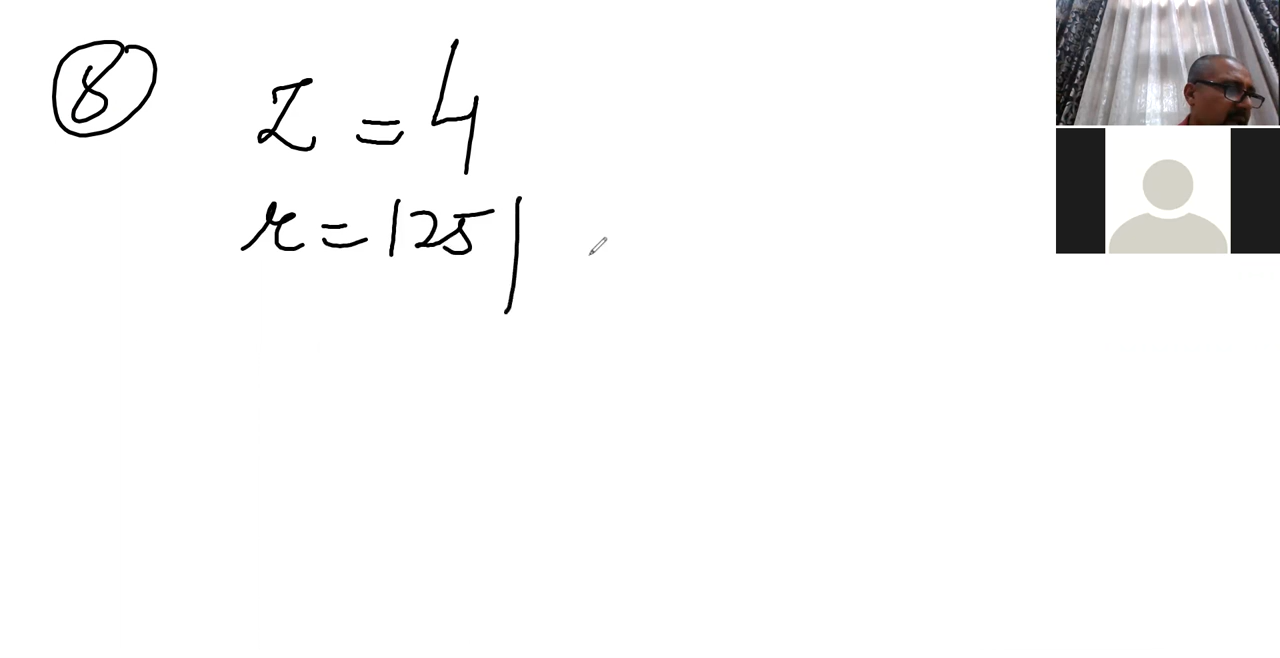 8
Z = 4
r = 125 |